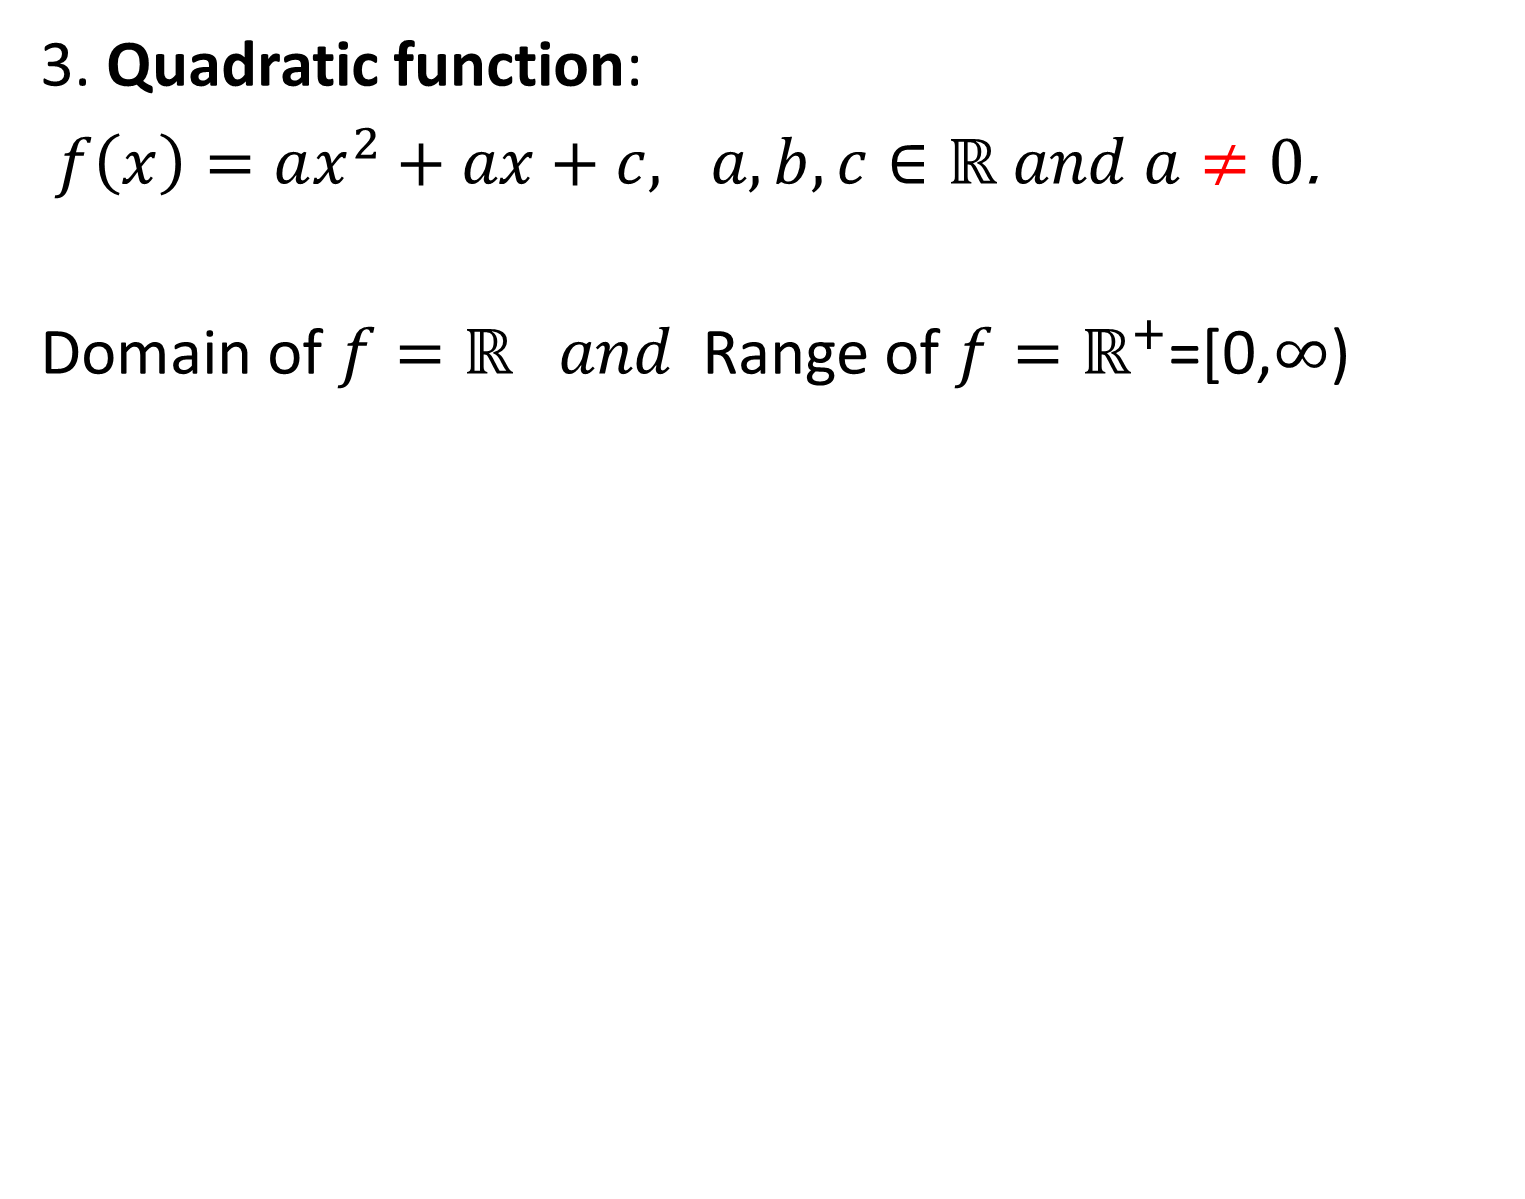 3. Quadratic function:
f(x) = ax² + ax + c, a, b, c ∈ ℝ and a ≠ 0.
Domain of f = ℝ and Range of f = ℝ⁺=[0,∞)